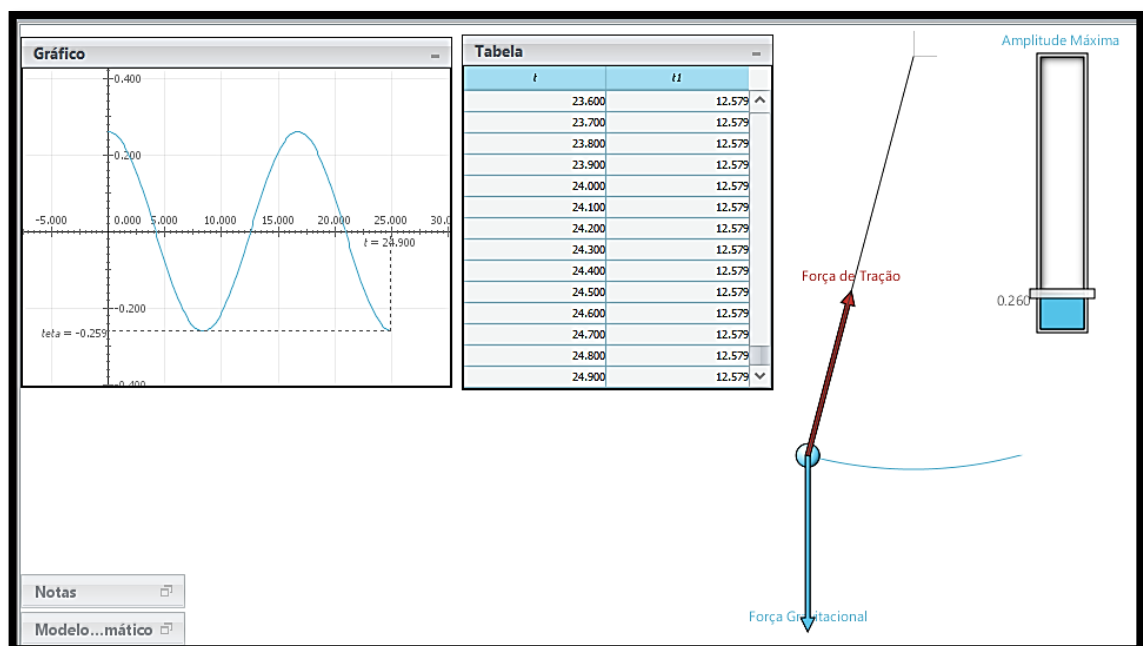 Gráfico
0.400
0.200
-5.000 0.000 5.000 10.000 15.000 20.000 25.000 30.0
t = 24,900
-0.200
teta = -0.259
-0.400
Tabela
t t1
23.600 12.579
23.700 12.579
23.800 12.579
23.900 12.579
24.000 12.579
24.100 12.579
24.200 12.579
24.300 12.579
24.400 12.579
24.500 12.579
24.600 12.579
24.700 12.579
24.800 12.579
24.900 12.579
Amplitude Máxima
0.260
Força de Tração
Força Gravitacional
Notas
Modelo...mático